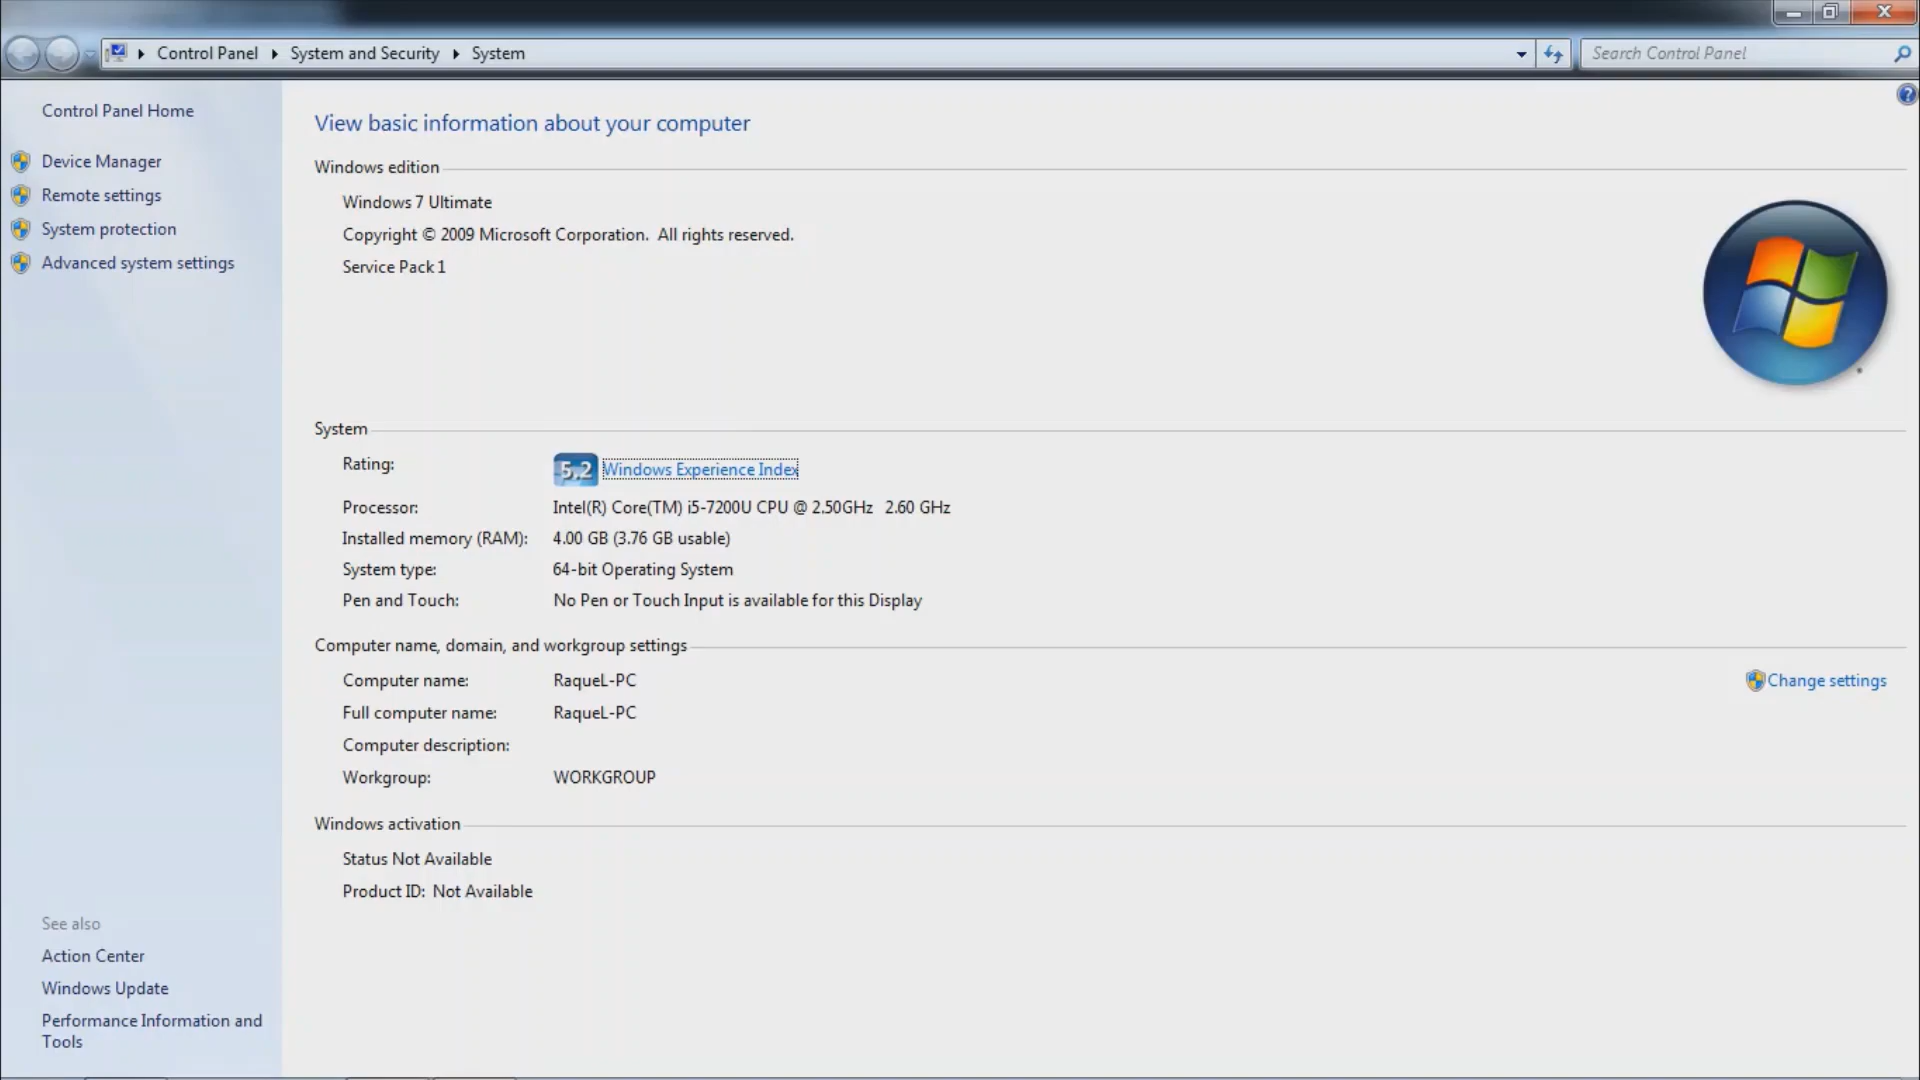 Control Panel ▸ System and Security ▸ System
Search Control Panel
Control Panel Home
Device Manager
Remote settings
System protection
Advanced system settings
See also
Action Center
Windows Update
Performance Information and
Tools
View basic information about your computer
Windows edition
Windows 7 Ultimate
Copyright © 2009 Microsoft Corporation. All rights reserved.
Service Pack 1
System
Rating: 5,2 Windows Experience Index
Processor: Intel(R) Core(TM) i5-7200U CPU @ 2.50GHz 2.60 GHz
Installed memory (RAM): 4.00 GB (3.76 GB usable)
System type: 64-bit Operating System
Pen and Touch: No Pen or Touch Input is available for this Display
Computer name, domain, and workgroup settings
Computer name: RaqueL-PC
Change settings
Full computer name: RaqueL-PC
Computer description:
Workgroup: WORKGROUP
Windows activation
Status Not Available
Product ID: Not Available